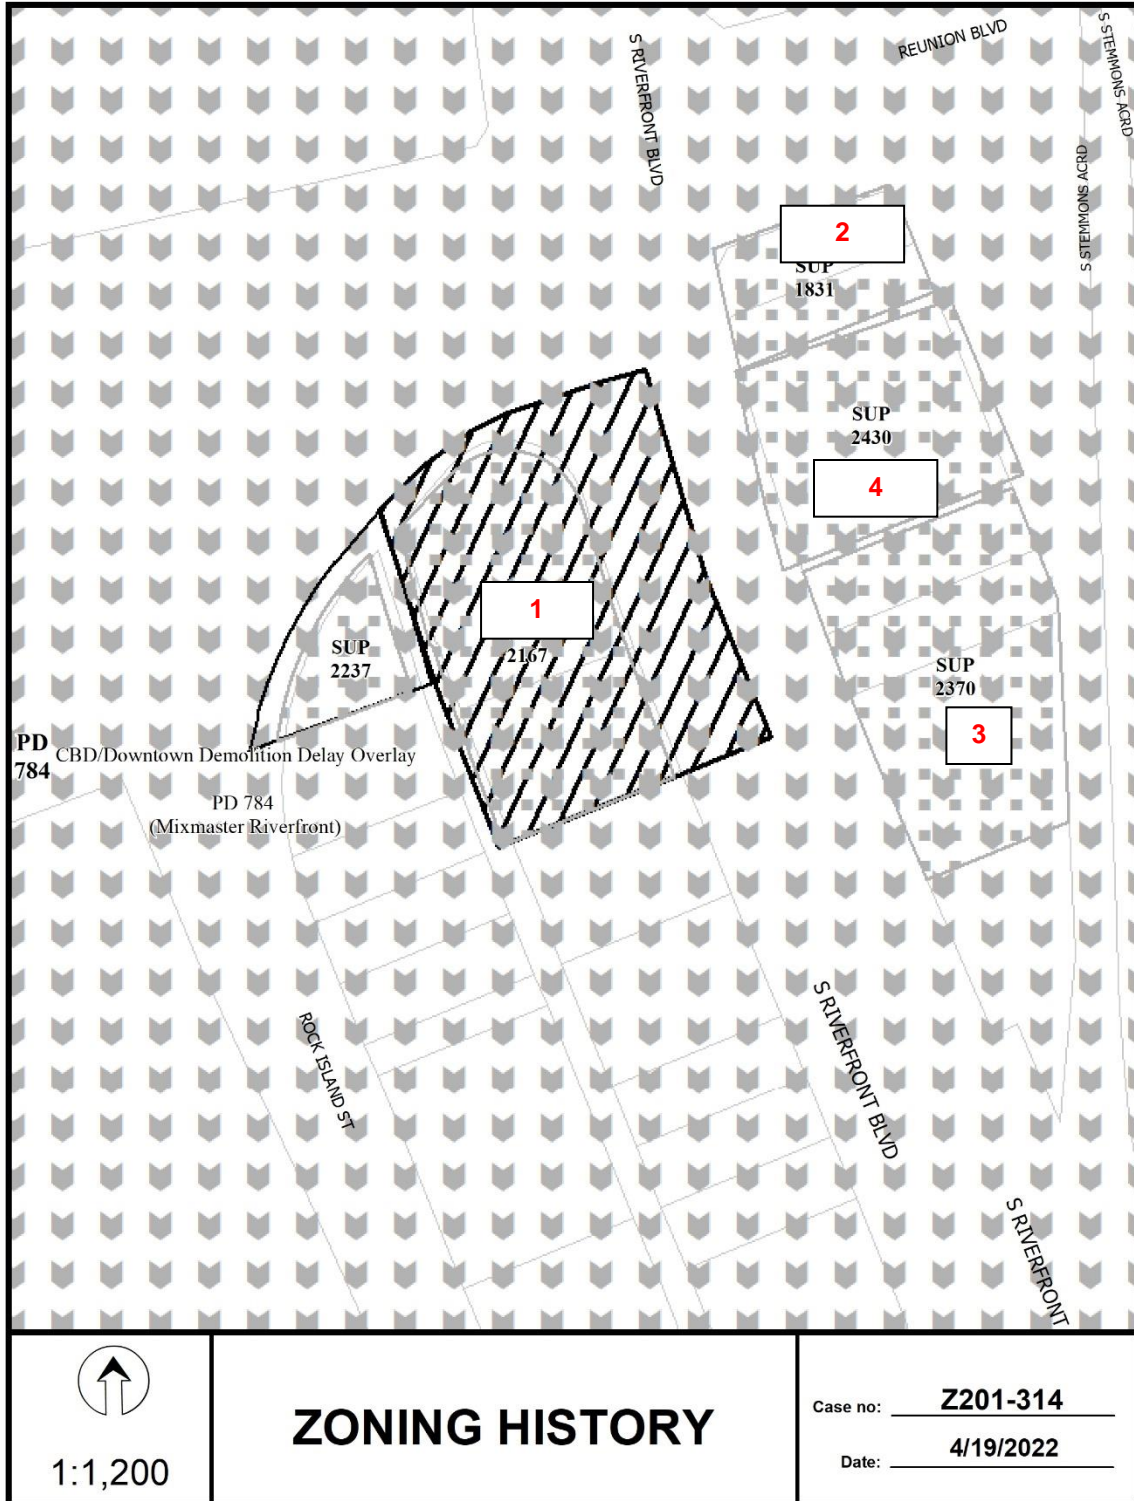 REUNION BLVD
S STEMMONS ACRD
S RIVERFRONT BLVD
S STEMMONS ACRD
2
SUP
1831
SUP
2430
4
1
2167
SUP
2237
SUP
2370
3
PD
784
CBD/Downtown Demolition Delay Overlay
PD 784
(Mixmaster Riverfront)
ROCK ISLAND ST
S RIVERFRONT BLVD
S RIVERFRONT
1:1,200
ZONING HISTORY
Case no: Z201-314
Date: 4/19/2022